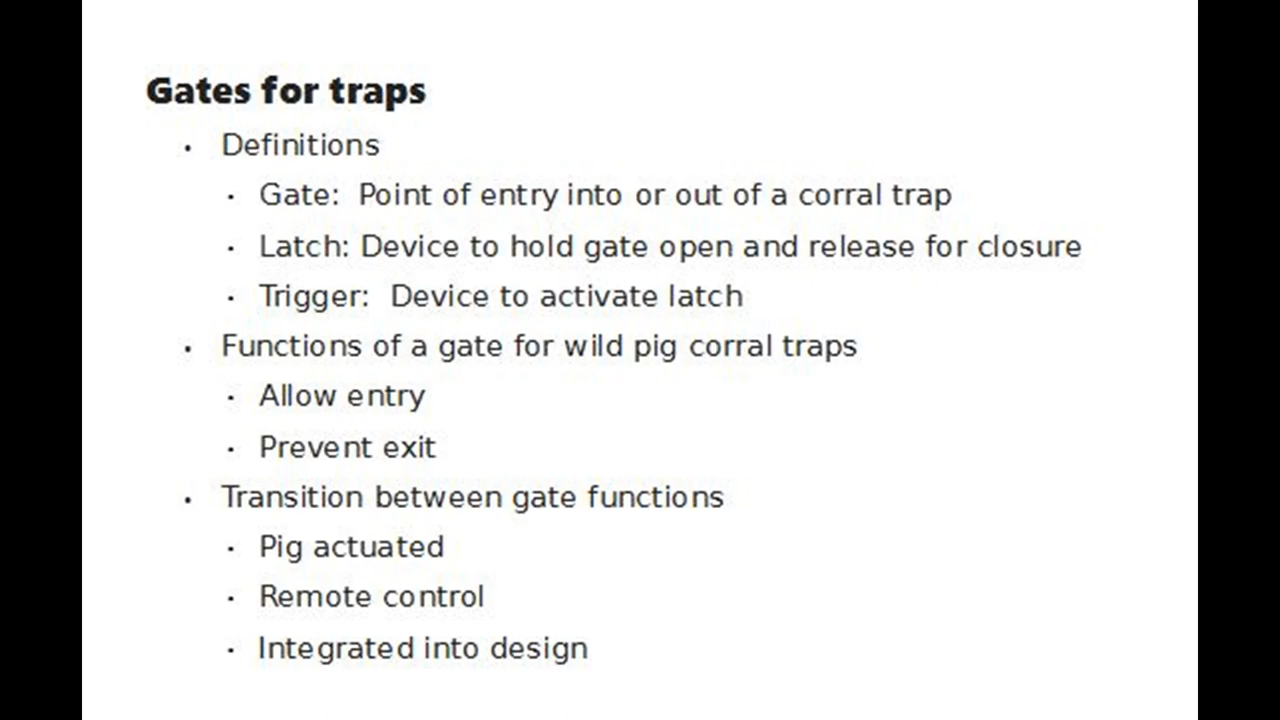 Gates for traps
• Definitions
• Gate:  Point of entry into or out of a corral trap
• Latch: Device to hold gate open and release for closure
• Trigger:  Device to activate latch
• Functions of a gate for wild pig corral traps
• Allow entry
• Prevent exit
• Transition between gate functions
• Pig actuated
• Remote control
• Integrated into design